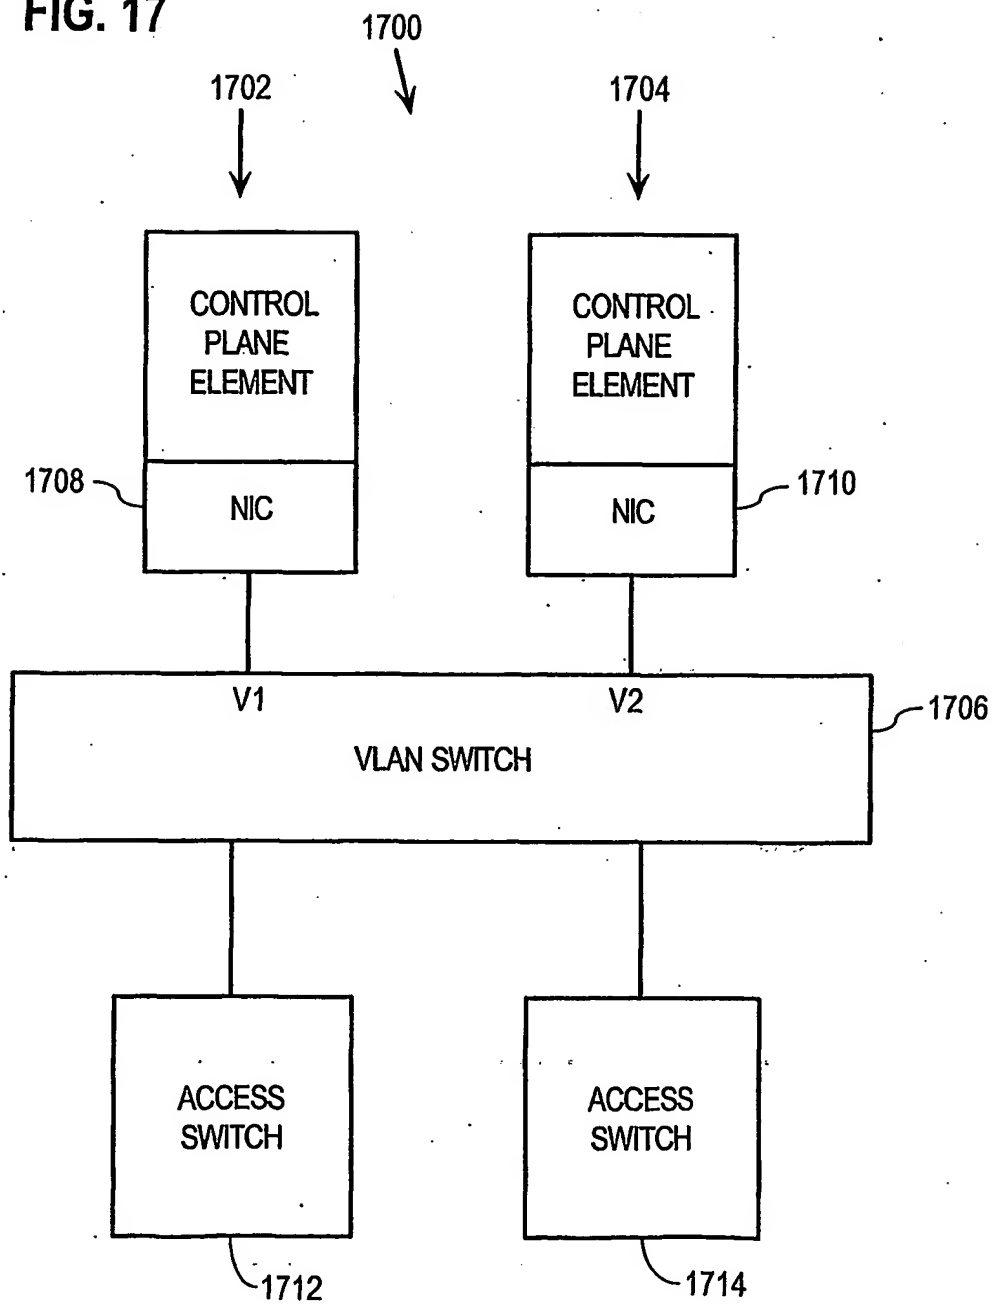 FIG. 17
1700
1702
1704
CONTROL
PLANE
ELEMENT
CONTROL
PLANE
ELEMENT
1708
NIC
NIC
1710
V1
V2
1706
VLAN SWITCH
ACCESS
SWITCH
ACCESS
SWITCH
1712
1714